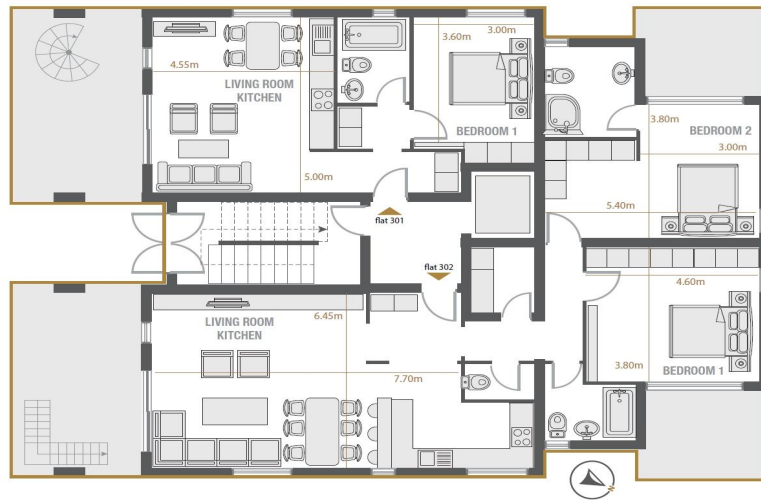 3.60m
3.00m
4.55m
LIVING ROOM
KITCHEN
BEDROOM 1
5.00m
3.80m
BEDROOM 2
3.00m
5.40m
flat 301
flat 302
LIVING ROOM
KITCHEN
6.45m
7.70m
4.60m
3.80m
BEDROOM 1
N